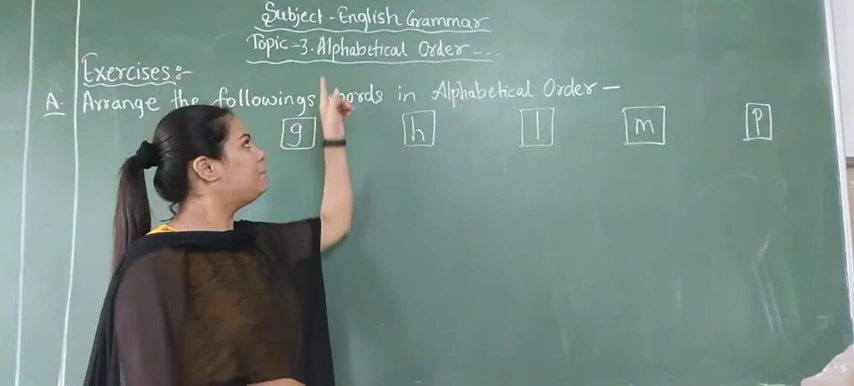 Subject - English Grammar
Topic - 3. Alphabetical Order ...
Exercises:-
A. Arrange the followings words in Alphabetical Order -
g h l m p